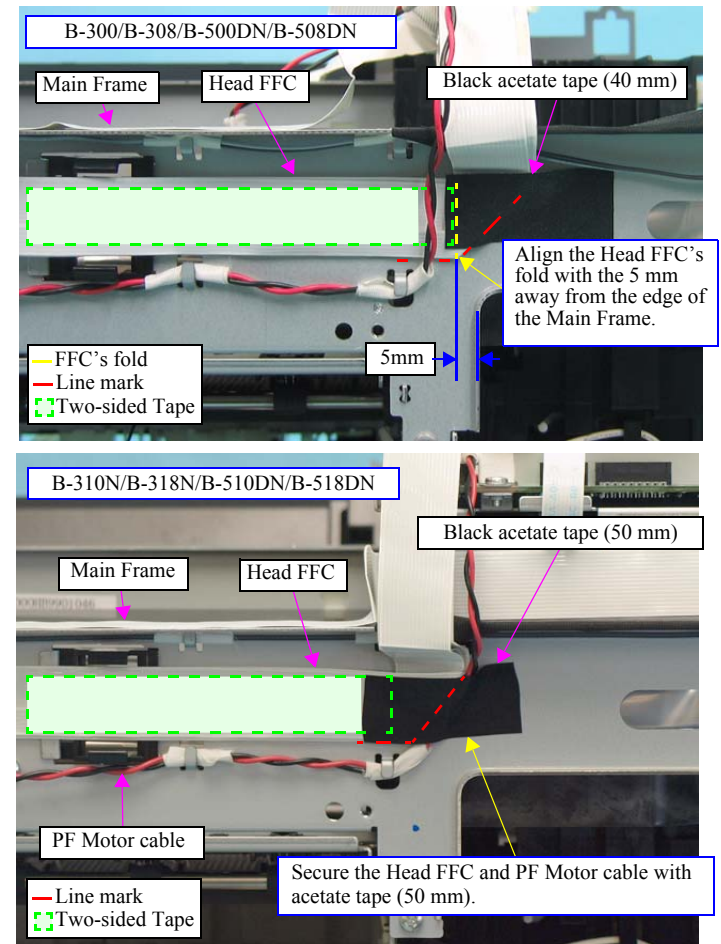 B-300/B-308/B-500DN/B-508DN
Main Frame
Head FFC
Black acetate tape (40 mm)
Align the Head FFC's
fold with the 5 mm
away from the edge of
the Main Frame.
5mm
FFC's fold
Line mark
Two-sided Tape
B-310N/B-318N/B-510DN/B-518DN
Black acetate tape (50 mm)
Main Frame
Head FFC
PF Motor cable
Secure the Head FFC and PF Motor cable with
acetate tape (50 mm).
Line mark
Two-sided Tape